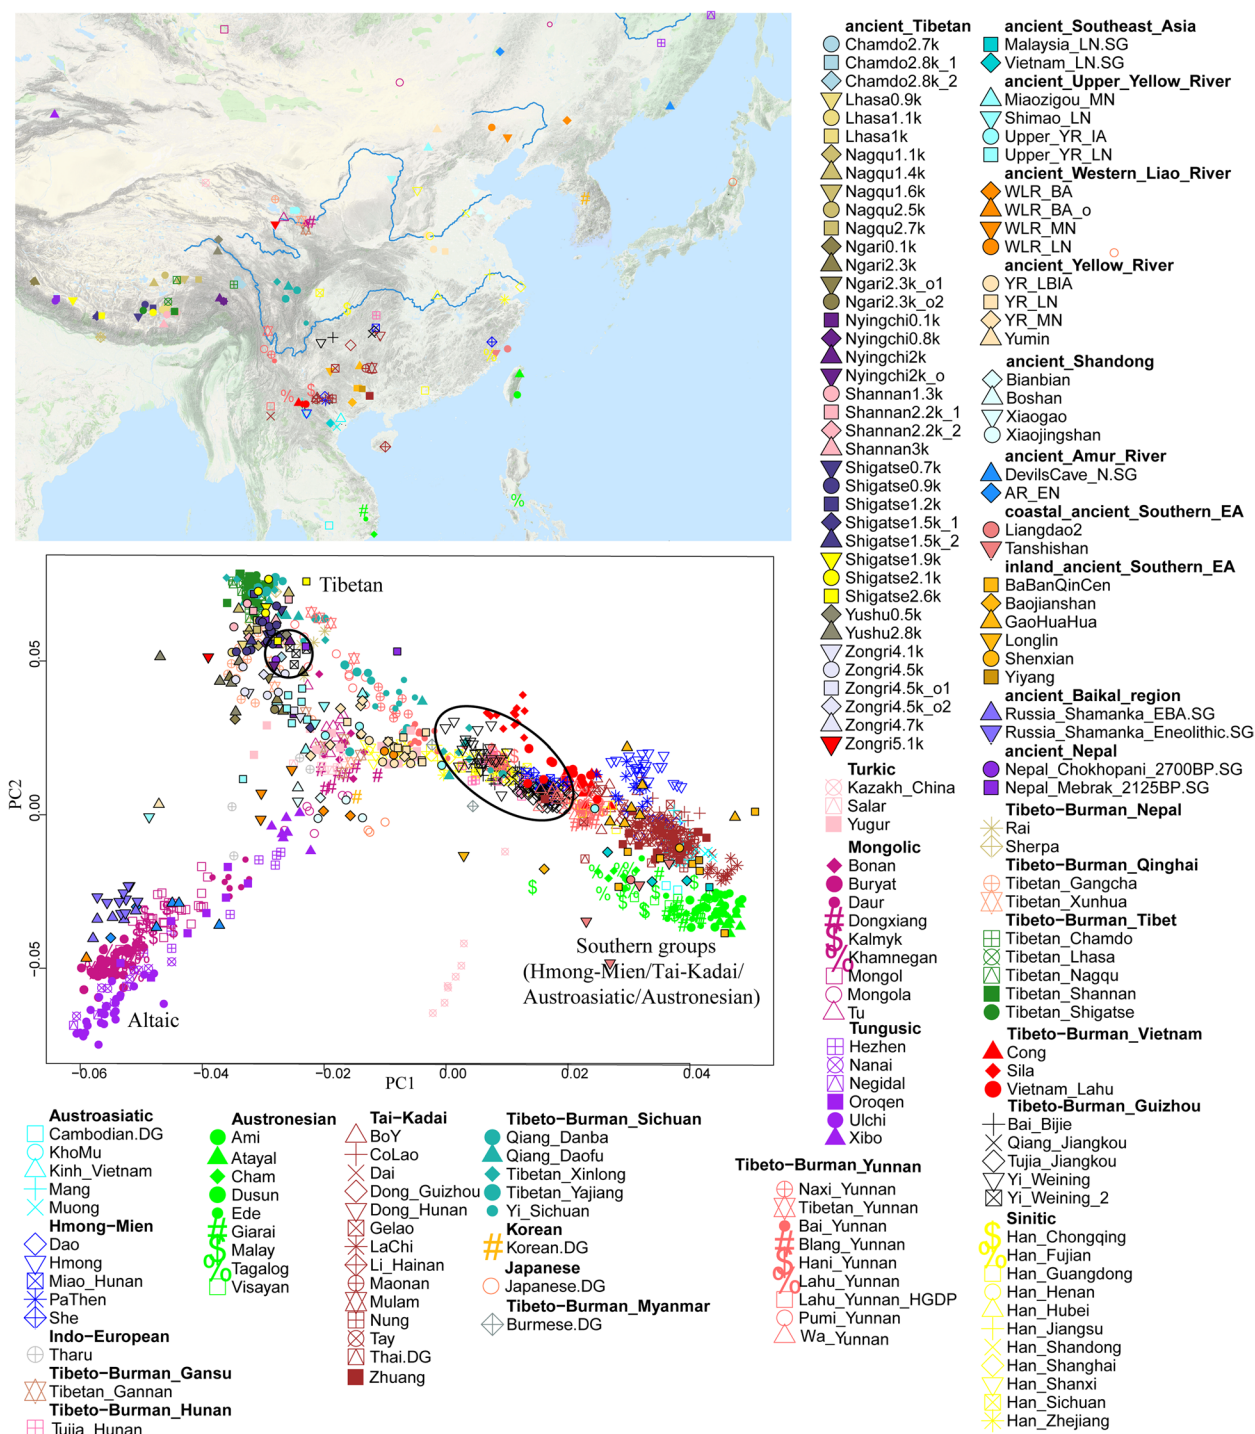 ancient_Tibetan
Chamdo2.7k
Chamdo2.8k_1
Chamdo2.8k_2
Lhasa0.9k
Lhasa1.1k
Lhasa1k
Nagqu1.1k
Nagqu1.4k
Nagqu1.6k
Nagqu2.5k
Nagqu2.7k
Ngari0.1k
Ngari2.3k
Ngari2.3k_o1
Ngari2.3k_o2
Nyingchi0.1k
Nyingchi0.8k
Nyingchi2k
Nyingchi2k_o
Shannan1.3k
Shannan2.2k_1
Shannan2.2k_2
Shannan3k
Shigatse0.7k
Shigatse0.9k
Shigatse1.2k
Shigatse1.5k_1
Shigatse1.5k_2
Shigatse1.9k
Shigatse2.1k
Shigatse2.6k
Yushu0.5k
Yushu2.8k
Zongri4.1k
Zongri4.5k
Zongri4.5k_o1
Zongri4.5k_o2
Zongri4.7k
Zongri5.1k
Turkic
Kazakh_China
Salar
Yugur
Mongolic
Bonan
Buryat
Daur
Dongxiang
Kalmyk
Khamnegan
Mongol
Mongola
Tu
Tungusic
Hezhen
Nanai
Negidal
Oroqen
Ulchi
Xibo
ancient_Southeast_Asia
Malaysia_LN.SG
Vietnam_LN.SG
ancient_Upper_Yellow_River
Miaozigou_MN
Shimao_LN
Upper_YR_IA
Upper_YR_LN
ancient_Western_Liao_River
WLR_BA
WLR_BA_o
WLR_MN
WLR_LN
ancient_Yellow_River
YR_LBIA
YR_LN
YR_MN
Yumin
ancient_Shandong
Bianbian
Boshan
Xiaogao
Xiaojingshan
ancient_Amur_River
DevilsCave_N.SG
AR_EN
coastal_ancient_Southern_EA
Liangdao2
Tanshishan
inland_ancient_Southern_EA
BaBanQinCen
Baojianshan
GaoHuaHua
Longlin
Shenxian
Yiyang
ancient_Baikal_region
Russia_Shamanka_EBA.SG
Russia_Shamanka_Eneolithic.SG
ancient_Nepal
Nepal_Chokhopani_2700BP.SG
Nepal_Mebrak_2125BP.SG
Tibeto-Burman_Nepal
Rai
Sherpa
Tibeto-Burman_Qinghai
Tibetan_Gangcha
Tibetan_Xunhua
Tibeto-Burman_Tibet
Tibetan_Chamdo
Tibetan_Lhasa
Tibetan_Nagqu
Tibetan_Shannan
Tibetan_Shigatse
Tibeto-Burman_Vietnam
Cong
Sila
Vietnam_Lahu
Tibeto-Burman_Guizhou
Bai_Bijie
Qiang_Jiangkou
Tujia_Jiangkou
Yi_Weining
Yi_Weining_2
Sinitic
Han_Chongqing
Han_Fujian
Han_Guangdong
Han_Henan
Han_Hubei
Han_Jiangsu
Han_Shandong
Han_Shanghai
Han_Shanxi
Han_Sichuan
Han_Zhejiang
Tibetan
Southern groups
(Hmong-Mien/Tai-Kadai/
Austroasiatic/Austronesian)
Altaic
PC2
0.05
0.00
−0.05
−0.06
−0.04
−0.02
0.00
0.02
0.04
PC1
Austroasiatic
Cambodian.DG
KhoMu
Kinh_Vietnam
Mang
Muong
Hmong-Mien
Dao
Hmong
Miao_Hunan
PaThen
She
Indo-European
Tharu
Tibeto-Burman_Gansu
Tibetan_Gannan
Tibeto-Burman_Hunan
Tujia_Hunan
Austronesian
Ami
Atayal
Cham
Dusun
Ede
Giarai
Malay
Tagalog
Visayan
Tai-Kadai
BoY
CoLao
Dai
Dong_Guizhou
Dong_Hunan
Gelao
LaChi
Li_Hainan
Maonan
Mulam
Nung
Tay
Thai.DG
Zhuang
Tibeto-Burman_Sichuan
Qiang_Danba
Qiang_Daofu
Tibetan_Xinlong
Tibetan_Yajiang
Yi_Sichuan
Korean
Korean.DG
Japanese
Japanese.DG
Tibeto-Burman_Myanmar
Burmese.DG
Tibeto-Burman_Yunnan
Naxi_Yunnan
Tibetan_Yunnan
Bai_Yunnan
Blang_Yunnan
Hani_Yunnan
Lahu_Yunnan
Lahu_Yunnan_HGDP
Pumi_Yunnan
Wa_Yunnan